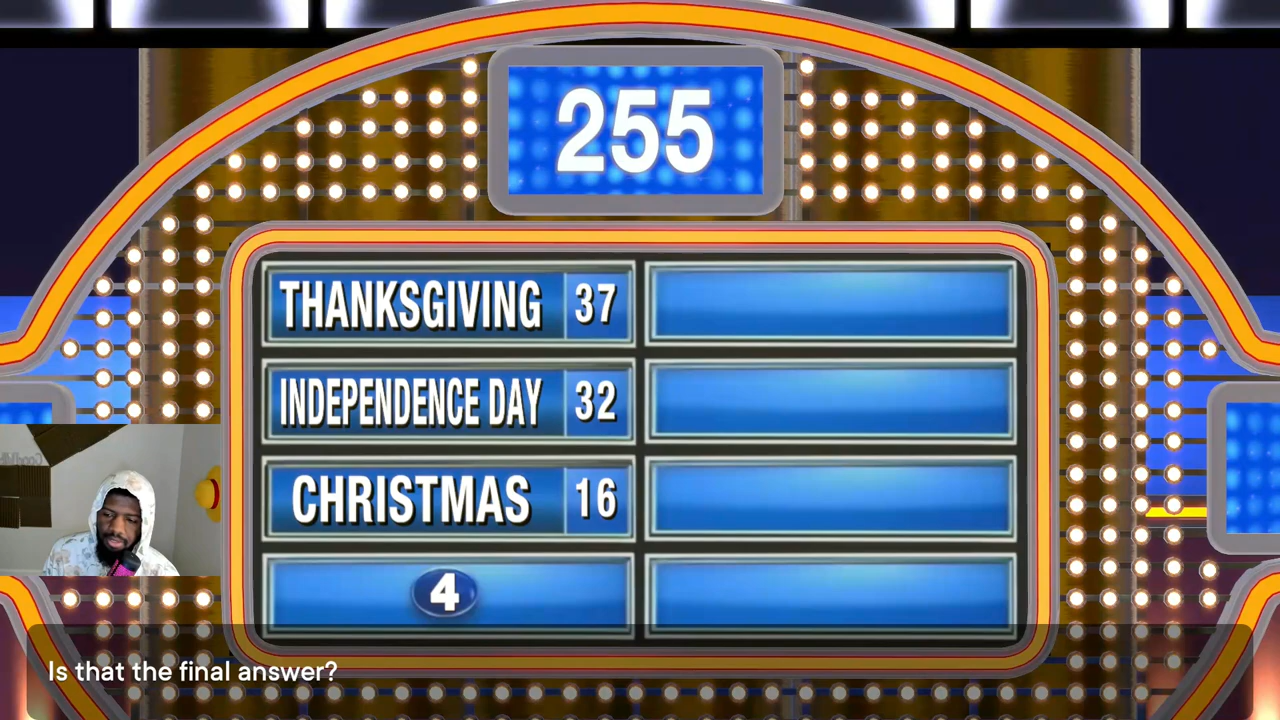 255
THANKSGIVING 37
INDEPENDENCE DAY 32
CHRISTMAS 16
4
Is that the final answer?